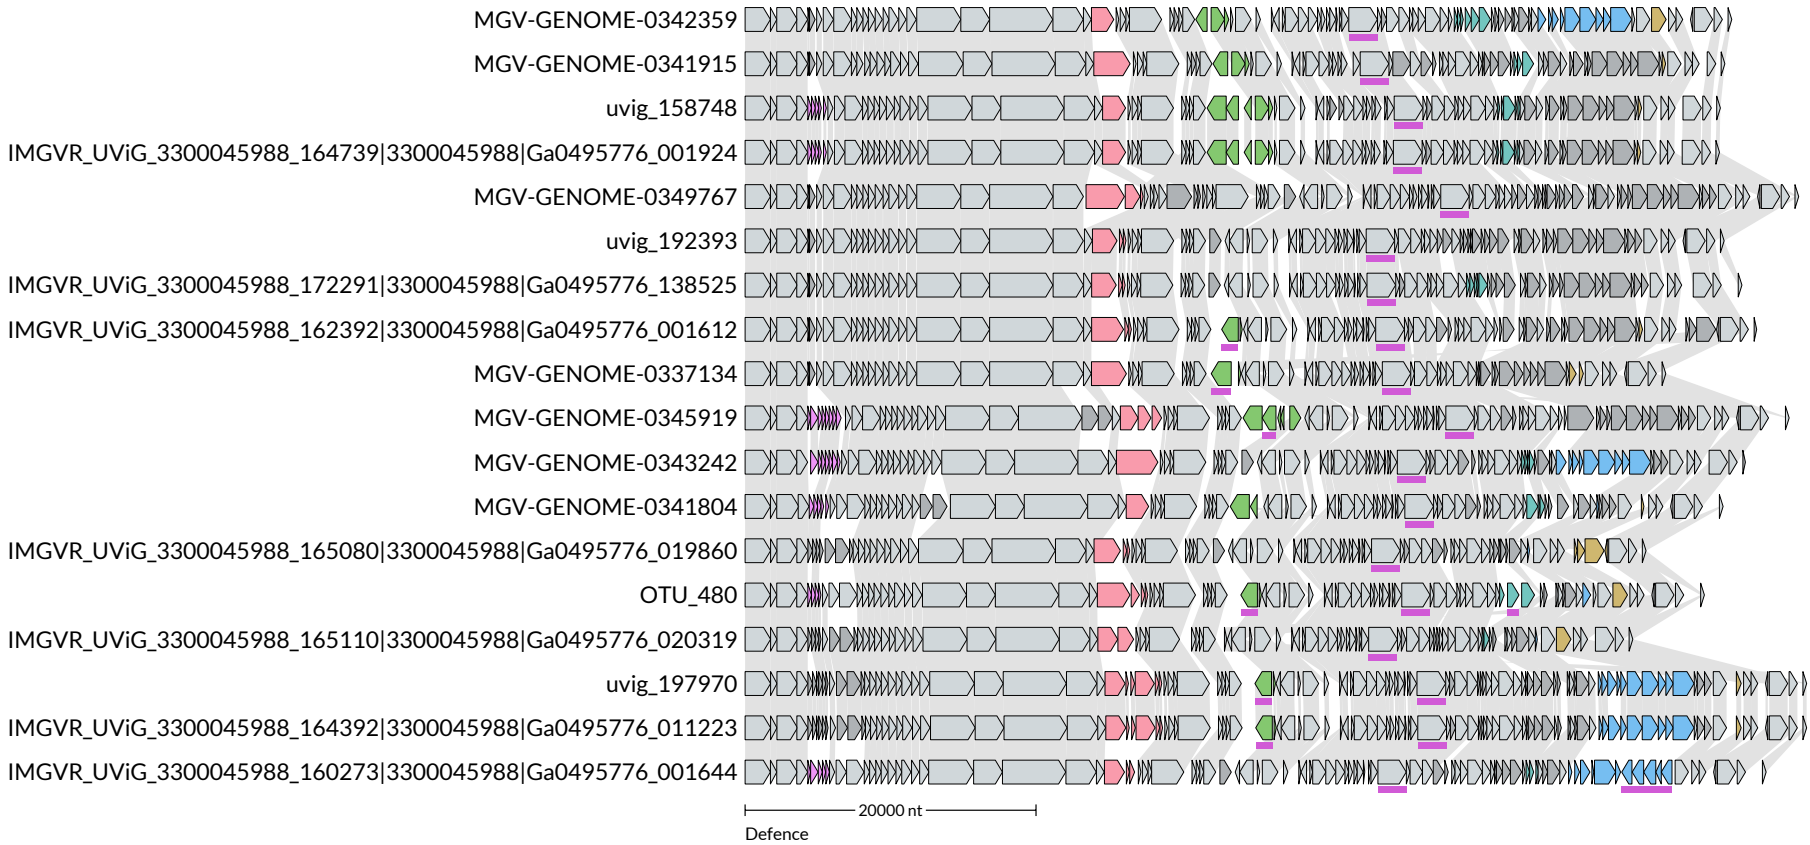 MGV-GENOME-0342359
MGV-GENOME-0341915
uvig_158748
IMGVR_UViG_3300045988_164739|3300045988|Ga0495776_001924
MGV-GENOME-0349767
uvig_192393
IMGVR_UViG_3300045988_172291|3300045988|Ga0495776_138525
IMGVR_UViG_3300045988_162392|3300045988|Ga0495776_001612
MGV-GENOME-0337134
MGV-GENOME-0345919
MGV-GENOME-0343242
MGV-GENOME-0341804
IMGVR_UViG_3300045988_165080|3300045988|Ga0495776_019860
OTU_480
IMGVR_UViG_3300045988_165110|3300045988|Ga0495776_020319
uvig_197970
IMGVR_UViG_3300045988_164392|3300045988|Ga0495776_011223
IMGVR_UViG_3300045988_160273|3300045988|Ga0495776_001644
20000 nt
Defence